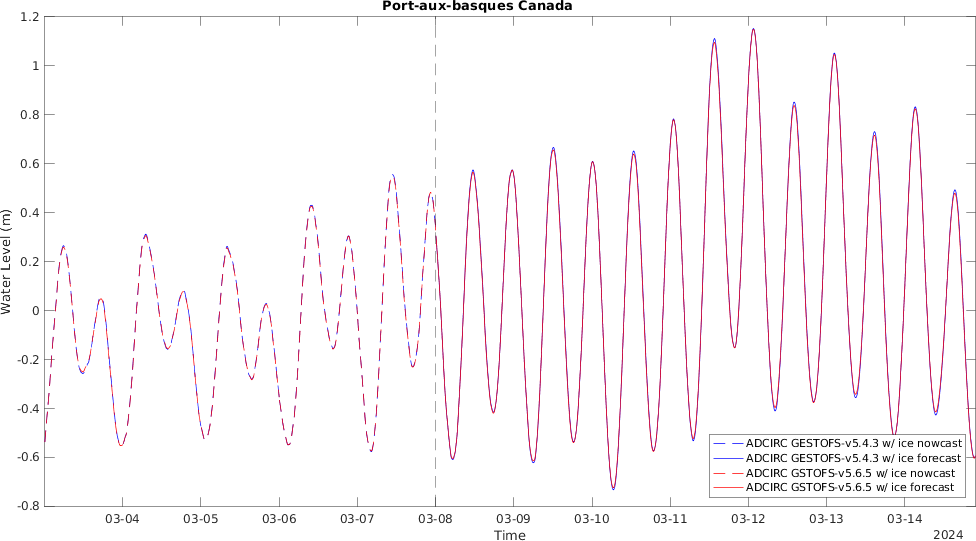 Port-aux-basques Canada
Water Level (m)
1.2
1
0.8
0.6
0.4
0.2
0
-0.2
-0.4
-0.6
-0.8
ADCIRC GESTOFS-v5.4.3 w/ ice nowcast
ADCIRC GESTOFS-v5.4.3 w/ ice forecast
ADCIRC GSTOFS-v5.6.5 w/ ice nowcast
ADCIRC GSTOFS-v5.6.5 w/ ice forecast
03-04 03-05 03-06 03-07 03-08 03-09 03-10 03-11 03-12 03-13 03-14
Time
2024